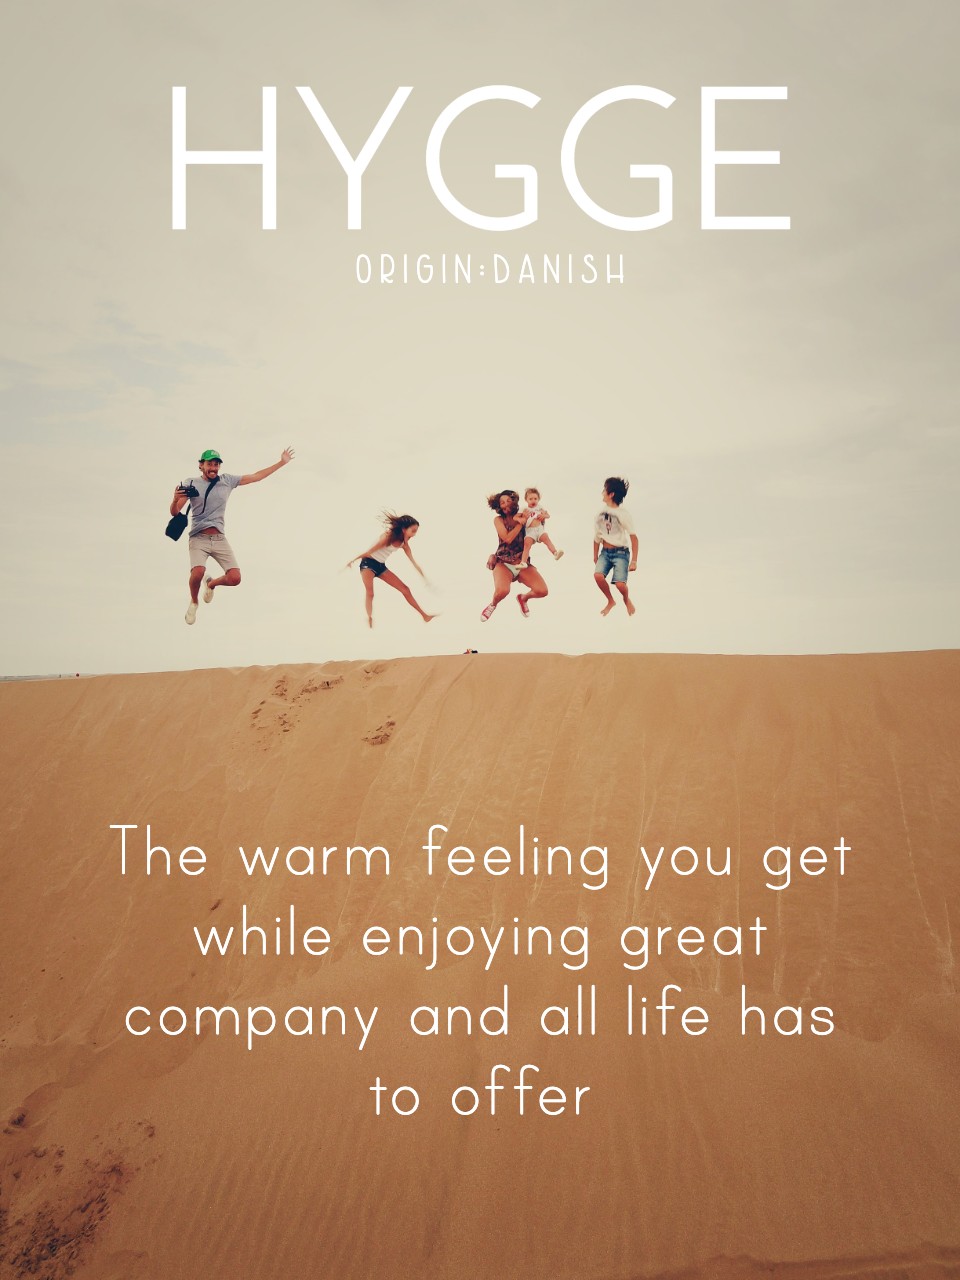 HYGGE
ORIGIN:DANISH
The warm feeling you get
while enjoying great
company and all life has
to offer